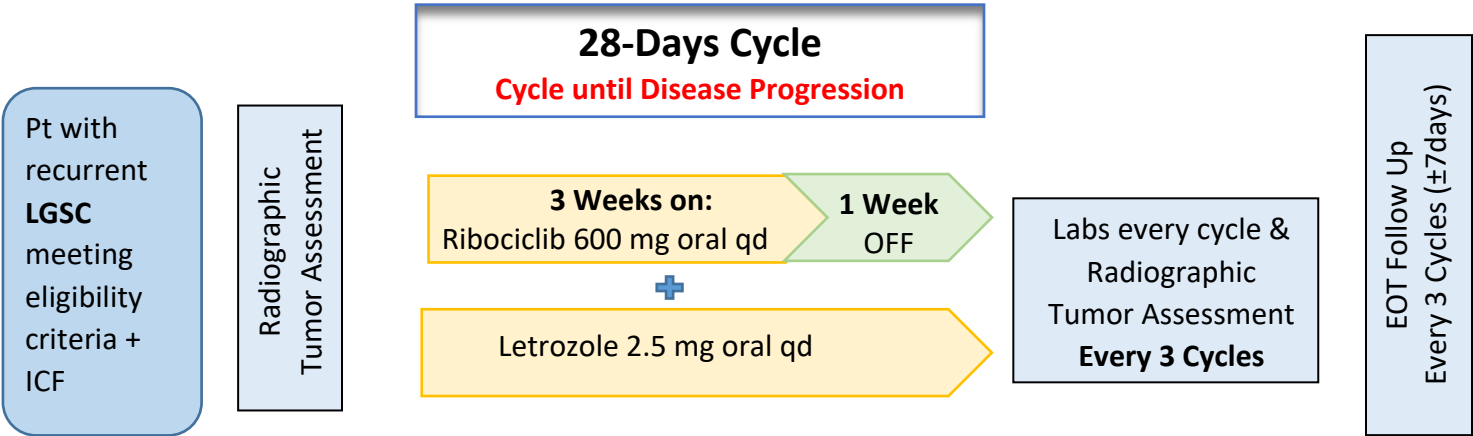 28-Days Cycle
Cycle until Disease Progression
Pt with
recurrent
LGSC
meeting
eligibility
criteria +
ICF
Radiographic
Tumor Assessment
3 Weeks on:
Ribociclib 600 mg oral qd
1 Week
OFF
Letrozole 2.5 mg oral qd
Labs every cycle &
Radiographic
Tumor Assessment
Every 3 Cycles
EOT Follow Up
Every 3 Cycles (±7days)